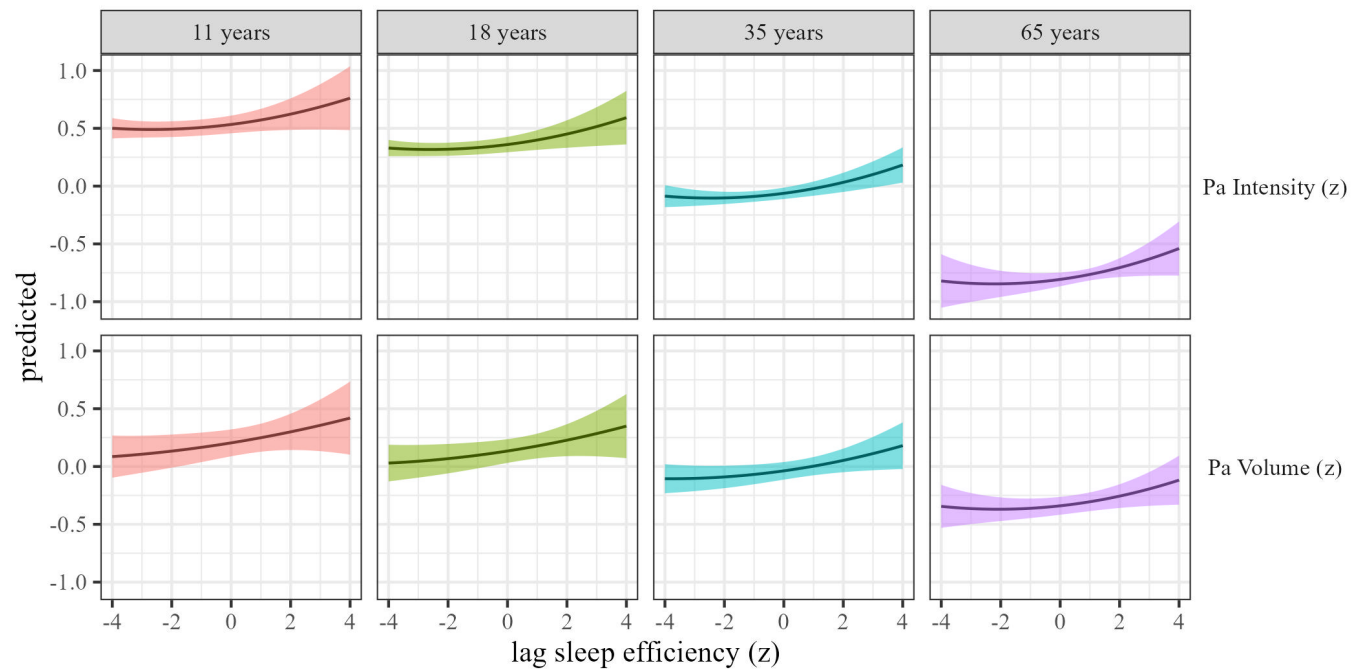 11 years
18 years
35 years
65 years
1.0
0.5
0.0
-0.5
-1.0
Pa Intensity (z)
predicted
1.0
0.5
0.0
-0.5
-1.0
Pa Volume (z)
-4 -2 0 2 4
-4 -2 0 2 4
-4 -2 0 2 4
-4 -2 0 2 4
lag sleep efficiency (z)